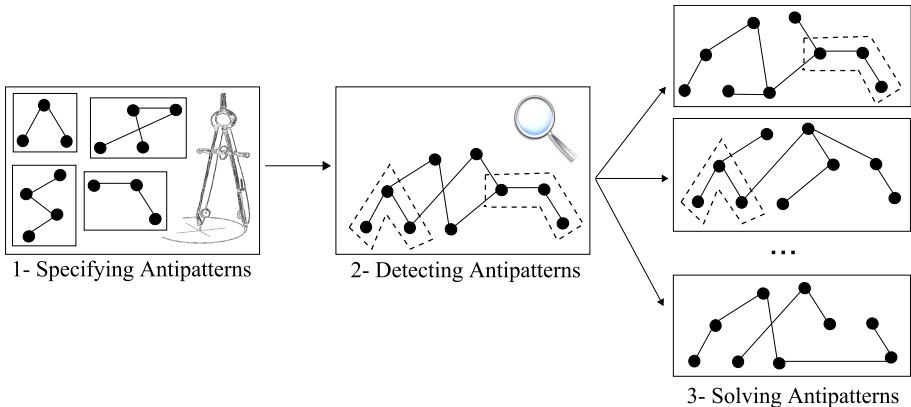 1- Specifying Antipatterns
2- Detecting Antipatterns
...
3- Solving Antipatterns